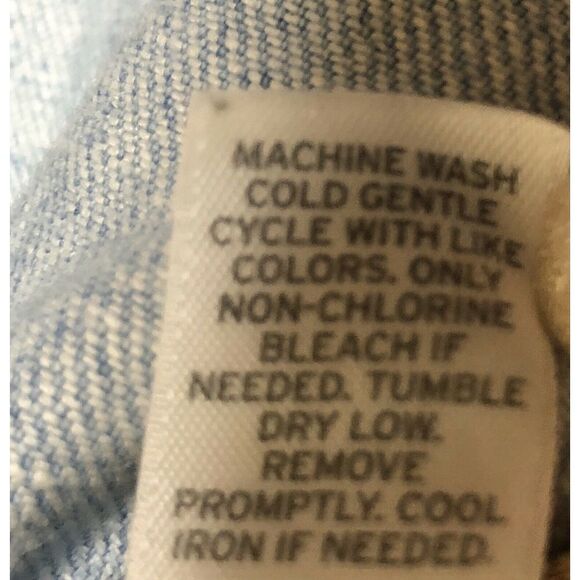 MACHINE WASH
COLD GENTLE
CYCLE WITH LIKE
COLORS. ONLY
NON-CHLORINE
BLEACH IF
NEEDED. TUMBLE
DRY LOW.
REMOVE
PROMPTLY. COOL
IRON IF NEEDED.